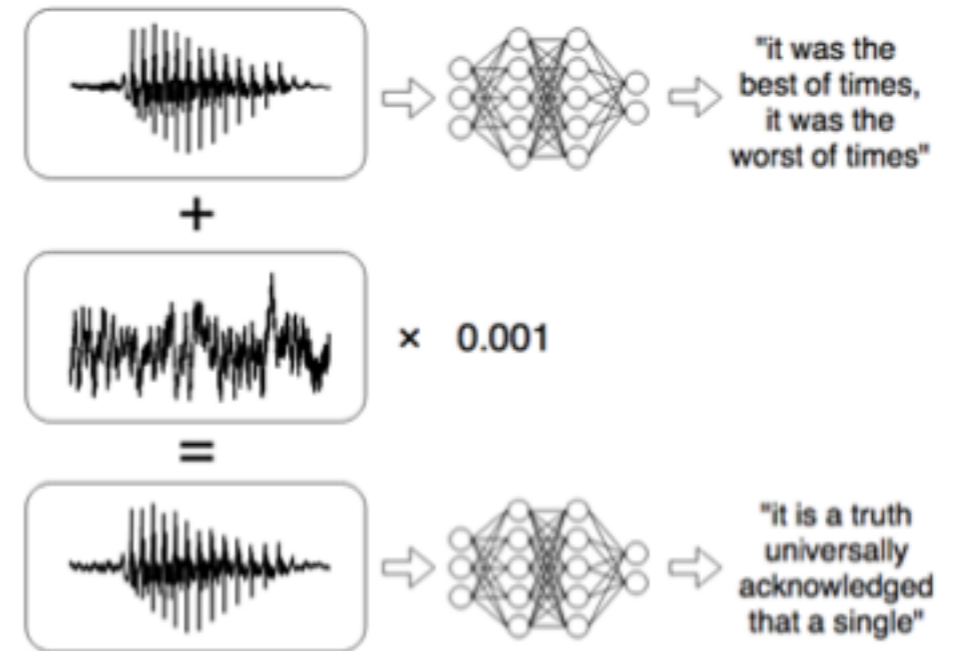 "it was the
best of times,
it was the
worst of times"
+
× 0.001
=
"it is a truth
universally
acknowledged
that a single"